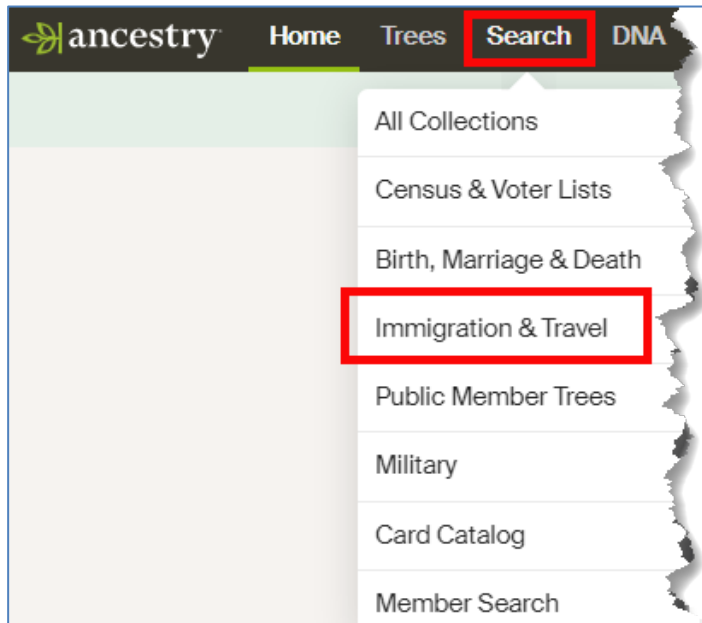 ancestry Home Trees Search DNA
All Collections
Census & Voter Lists
Birth, Marriage & Death
Immigration & Travel
Public Member Trees
Military
Card Catalog
Member Search